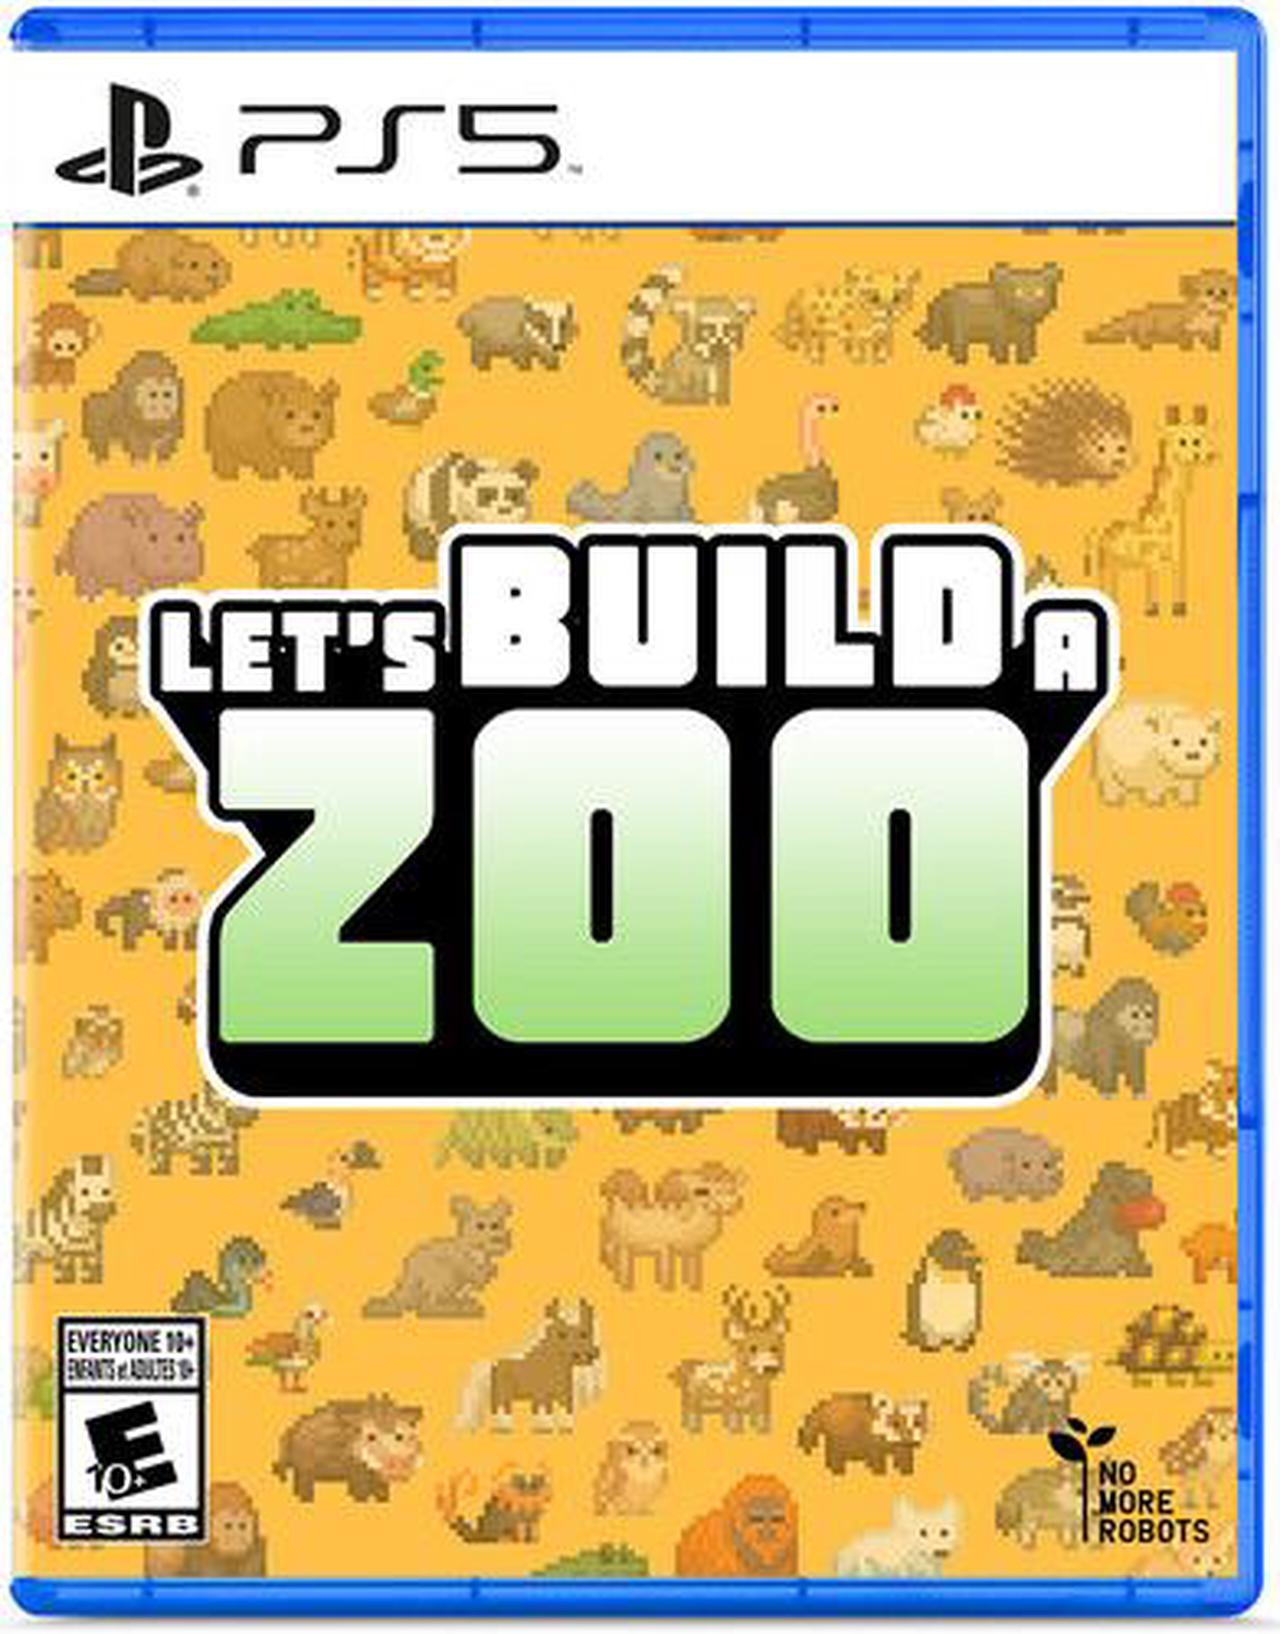 PS5
LET'S BUILD A
ZOO
EVERYONE 10+
ENFANTS et ADULTES 10+
E
10+
ESRB
NO
MORE
ROBOTS